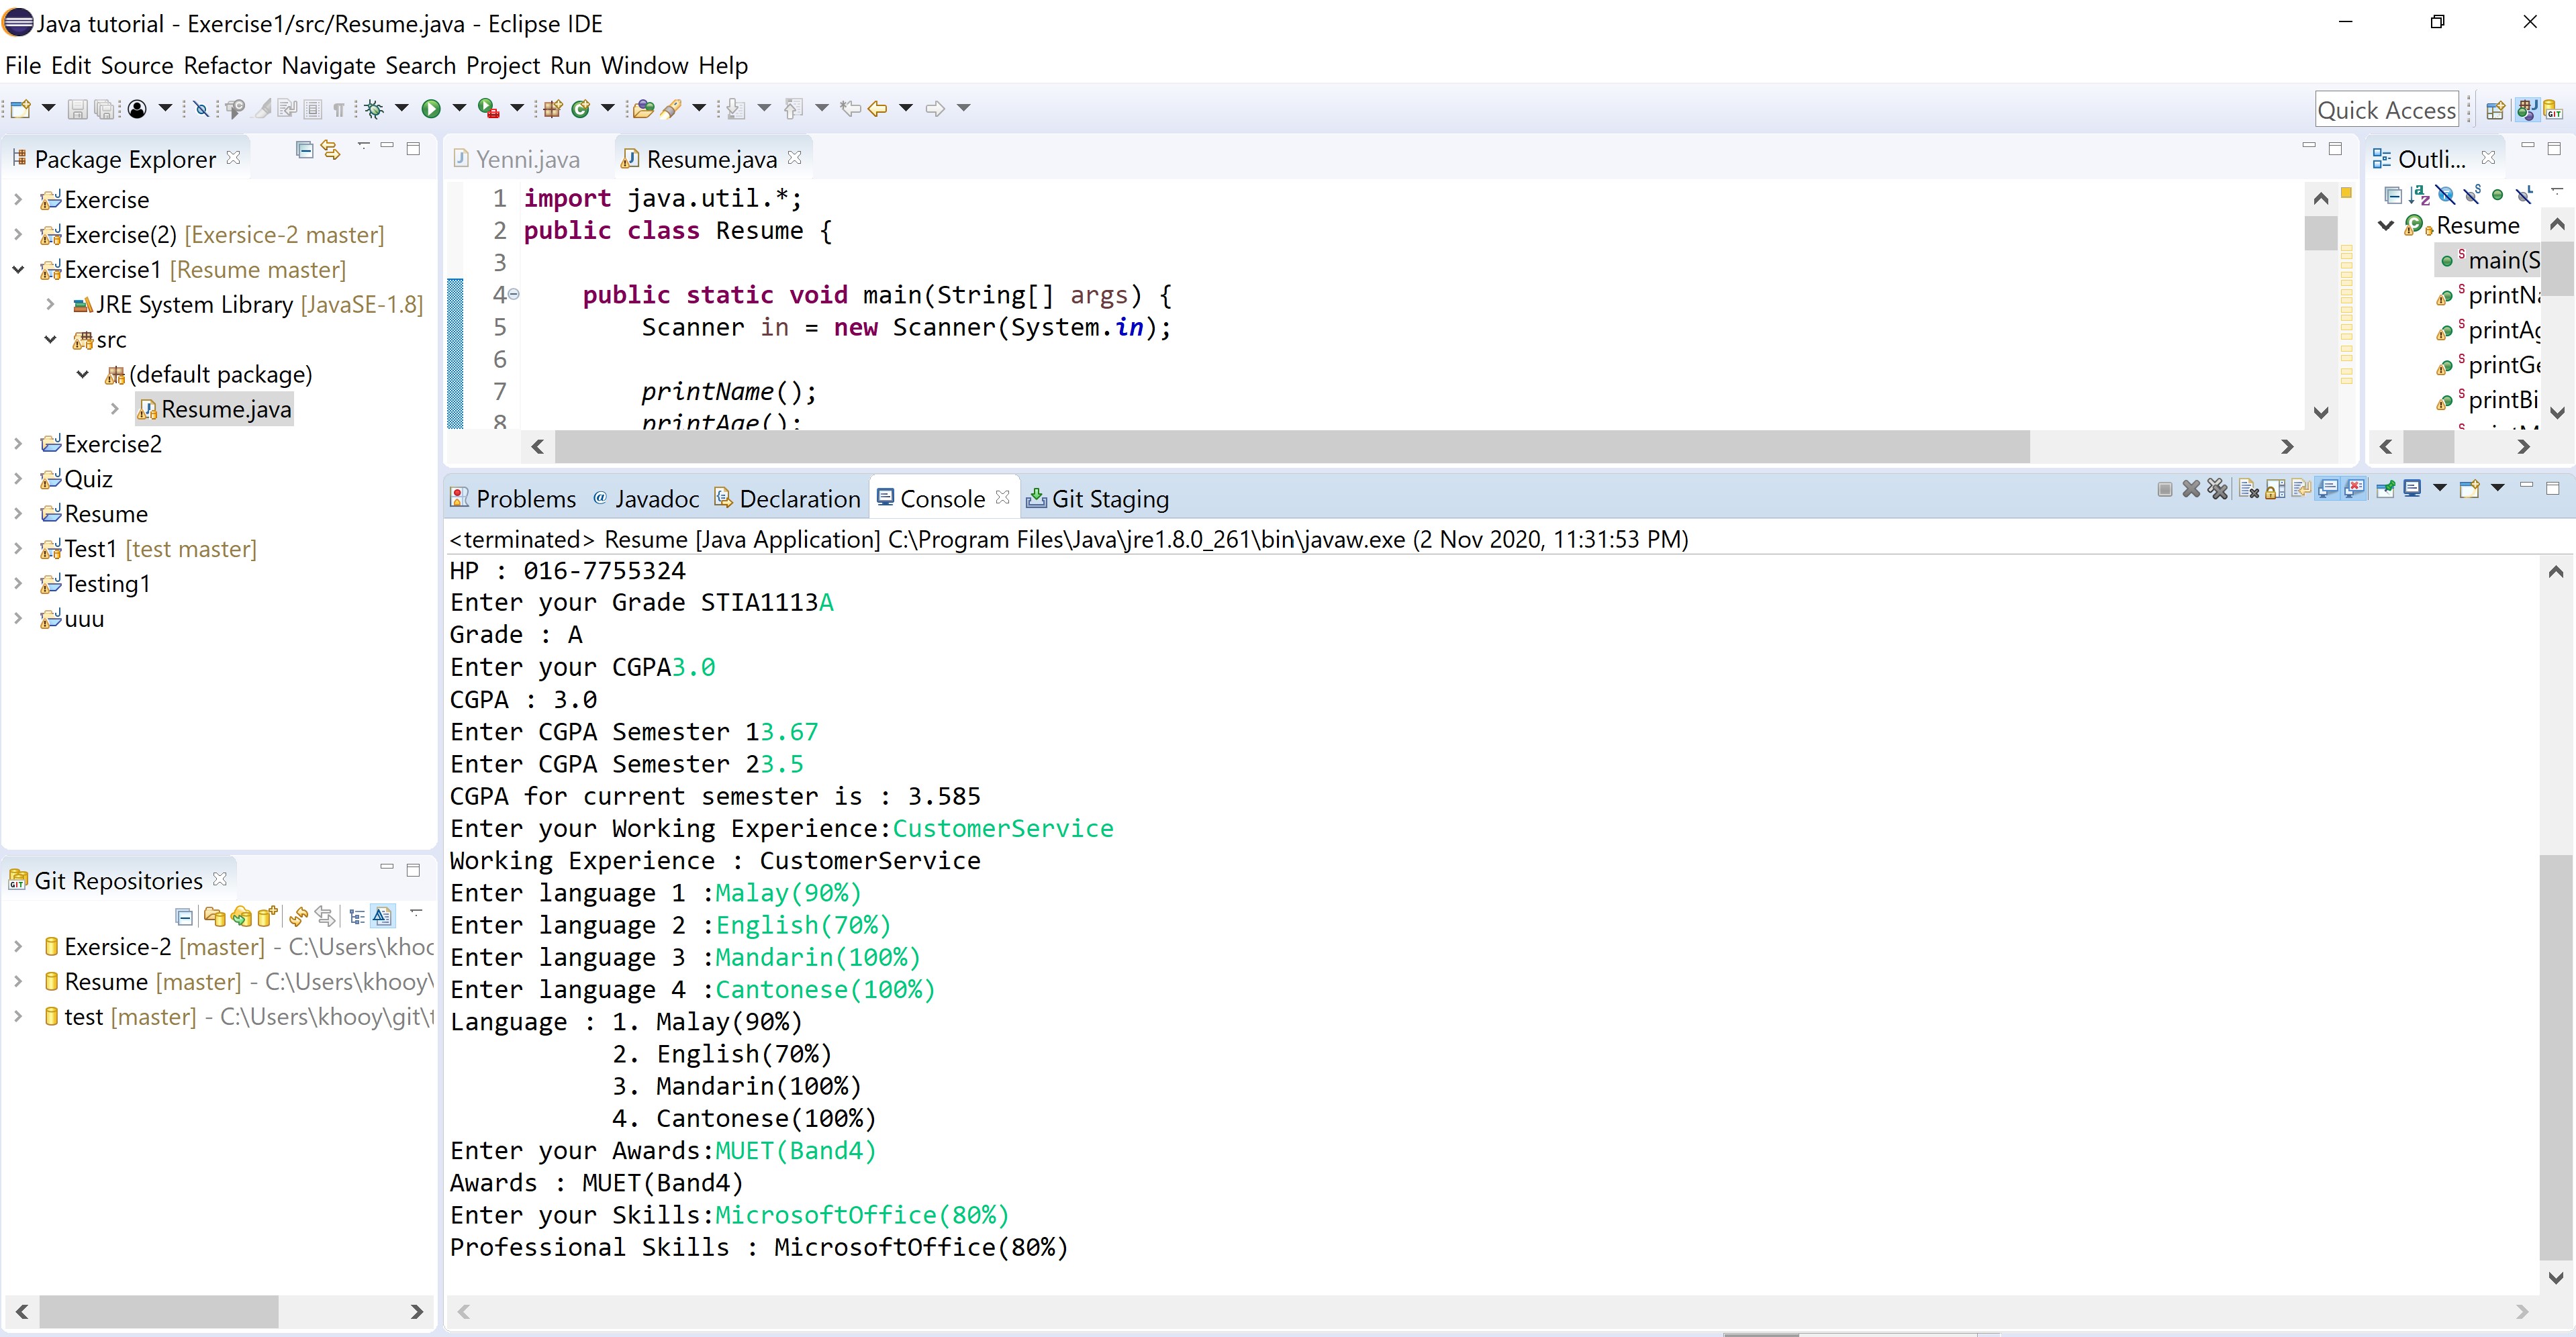 Java tutorial - Exercise1/src/Resume.java - Eclipse IDE
File Edit Source Refactor Navigate Search Project Run Window Help
Quick Access
Package Explorer
Exercise
Exercise(2) [Exersice-2 master]
Exercise1 [Resume master]
JRE System Library [JavaSE-1.8]
src
(default package)
Resume.java
Exercise2
Quiz
Resume
Test1 [test master]
Testing1
uuu
Git Repositories
Exersice-2 [master] - C:\Users\khoo
Resume [master] - C:\Users\khooy\
test [master] - C:\Users\khooy\git\t
Yenni.java Resume.java
1 import java.util.*;
2 public class Resume {
3
4 public static void main(String[] args) {
5 Scanner in = new Scanner(System.in);
6
7 printName();
8 printAge();
Outli...
Resume
main(S
printNa
printAg
printGe
printBi
Problems Javadoc Declaration Console Git Staging
<terminated> Resume [Java Application] C:\Program Files\Java\jre1.8.0_261\bin\javaw.exe (2 Nov 2020, 11:31:53 PM)
HP : 016-7755324
Enter your Grade STIA1113A
Grade : A
Enter your CGPA3.0
CGPA : 3.0
Enter CGPA Semester 13.67
Enter CGPA Semester 23.5
CGPA for current semester is : 3.585
Enter your Working Experience:CustomerService
Working Experience : CustomerService
Enter language 1 :Malay(90%)
Enter language 2 :English(70%)
Enter language 3 :Mandarin(100%)
Enter language 4 :Cantonese(100%)
Language : 1. Malay(90%)
2. English(70%)
3. Mandarin(100%)
4. Cantonese(100%)
Enter your Awards:MUET(Band4)
Awards : MUET(Band4)
Enter your Skills:MicrosoftOffice(80%)
Professional Skills : MicrosoftOffice(80%)